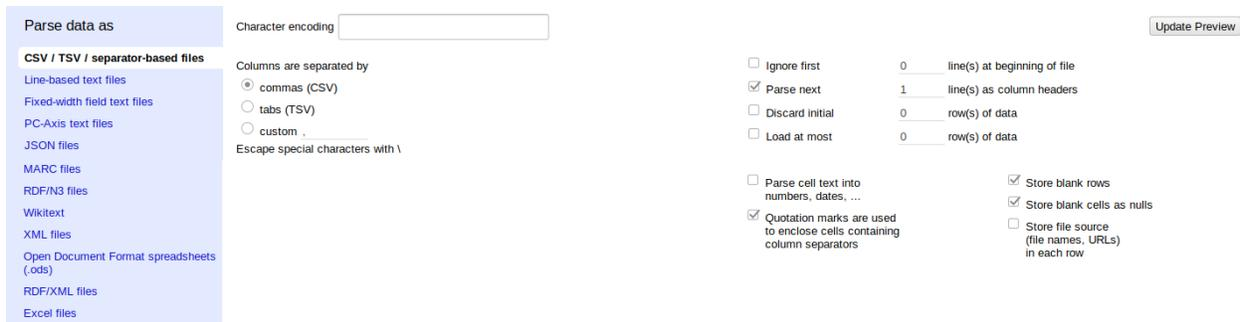 Parse data as
CSV / TSV / separator-based files
Line-based text files
Fixed-width field text files
PC-Axis text files
JSON files
MARC files
RDF/N3 files
Wikitext
XML files
Open Document Format spreadsheets
(.ods)
RDF/XML files
Excel files
Character encoding
Update Preview
Columns are separated by
commas (CSV)
tabs (TSV)
custom ,
Escape special characters with \
Ignore first 0 line(s) at beginning of file
Parse next 1 line(s) as column headers
Discard initial 0 row(s) of data
Load at most 0 row(s) of data
Parse cell text into
numbers, dates, ...
Quotation marks are used
to enclose cells containing
column separators
Store blank rows
Store blank cells as nulls
Store file source
(file names, URLs)
in each row